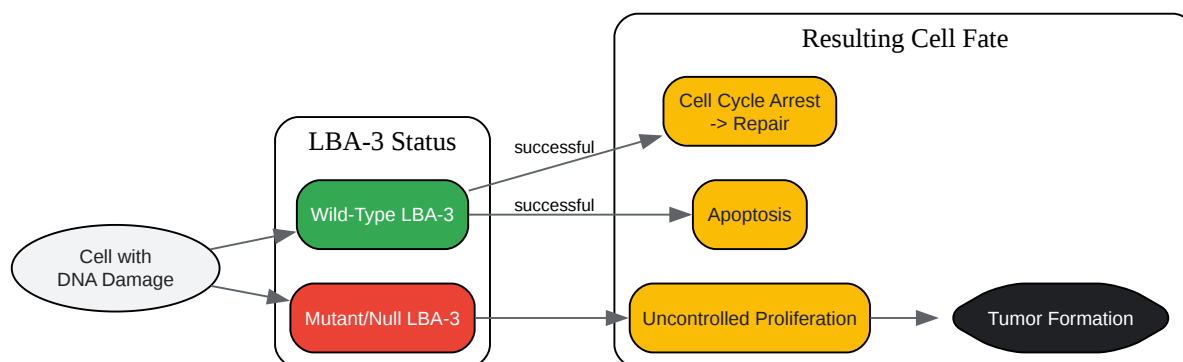 Resulting Cell Fate
Cell Cycle Arrest
-> Repair
LBA-3 Status
successful
Wild-Type LBA-3
successful
Apoptosis
Cell with
DNA Damage
Mutant/Null LBA-3
Uncontrolled Proliferation
Tumor Formation